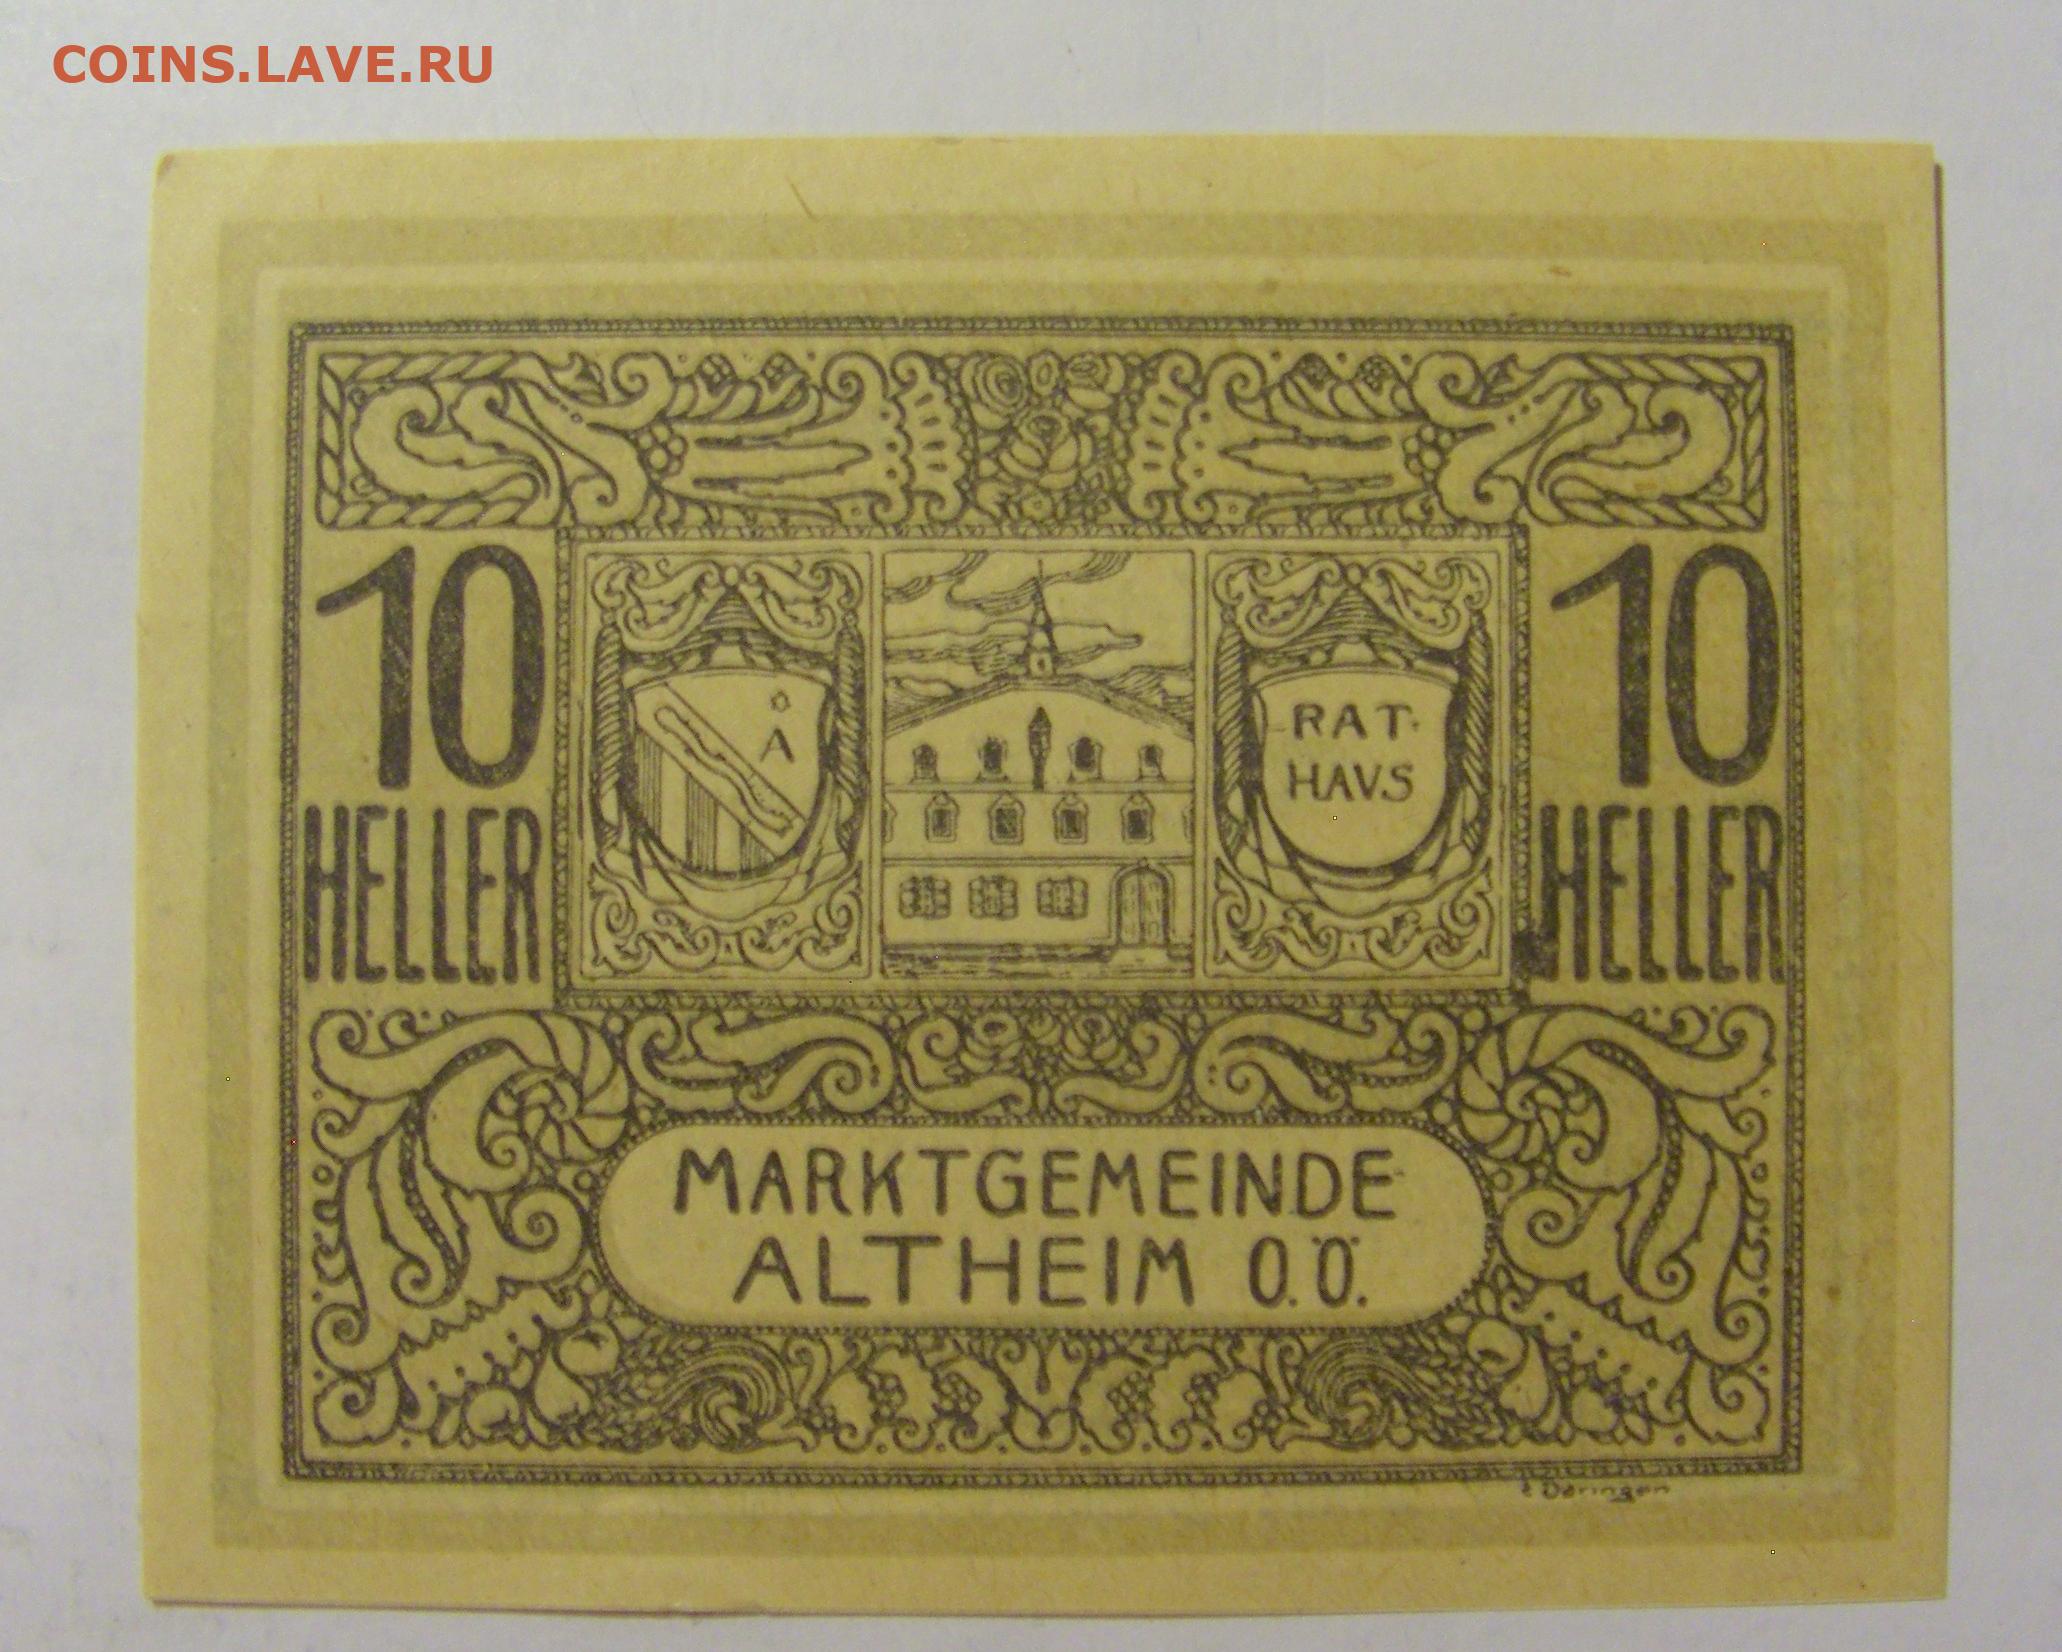 COINS.LAVE.RU
10
HELLER
A
RAT
HAVS
10
HELLER
MARKTGEMEINDE
ALTHEIM O.Ö.